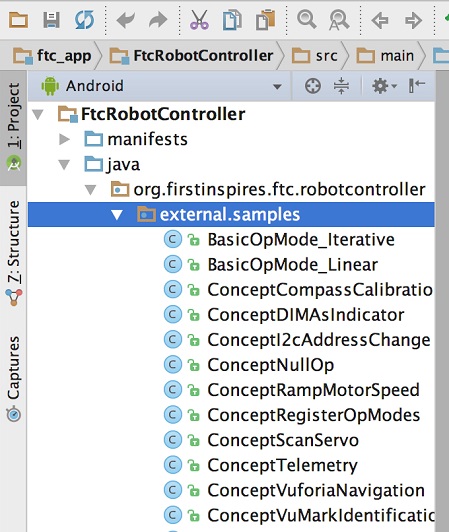 ftc_app FtcRobotController src main
1: Project
Android
FtcRobotController
manifests
java
org.firstinspires.ftc.robotcontroller
external.samples
BasicOpMode_Iterative
BasicOpMode_Linear
ConceptCompassCalibratio
ConceptDIMAsIndicator
ConceptI2cAddressChange
ConceptNullOp
ConceptRampMotorSpeed
ConceptRegisterOpModes
ConceptScanServo
ConceptTelemetry
ConceptVuforiaNavigation
ConceptVuMarkIdentificatio
Z: Structure
Captures